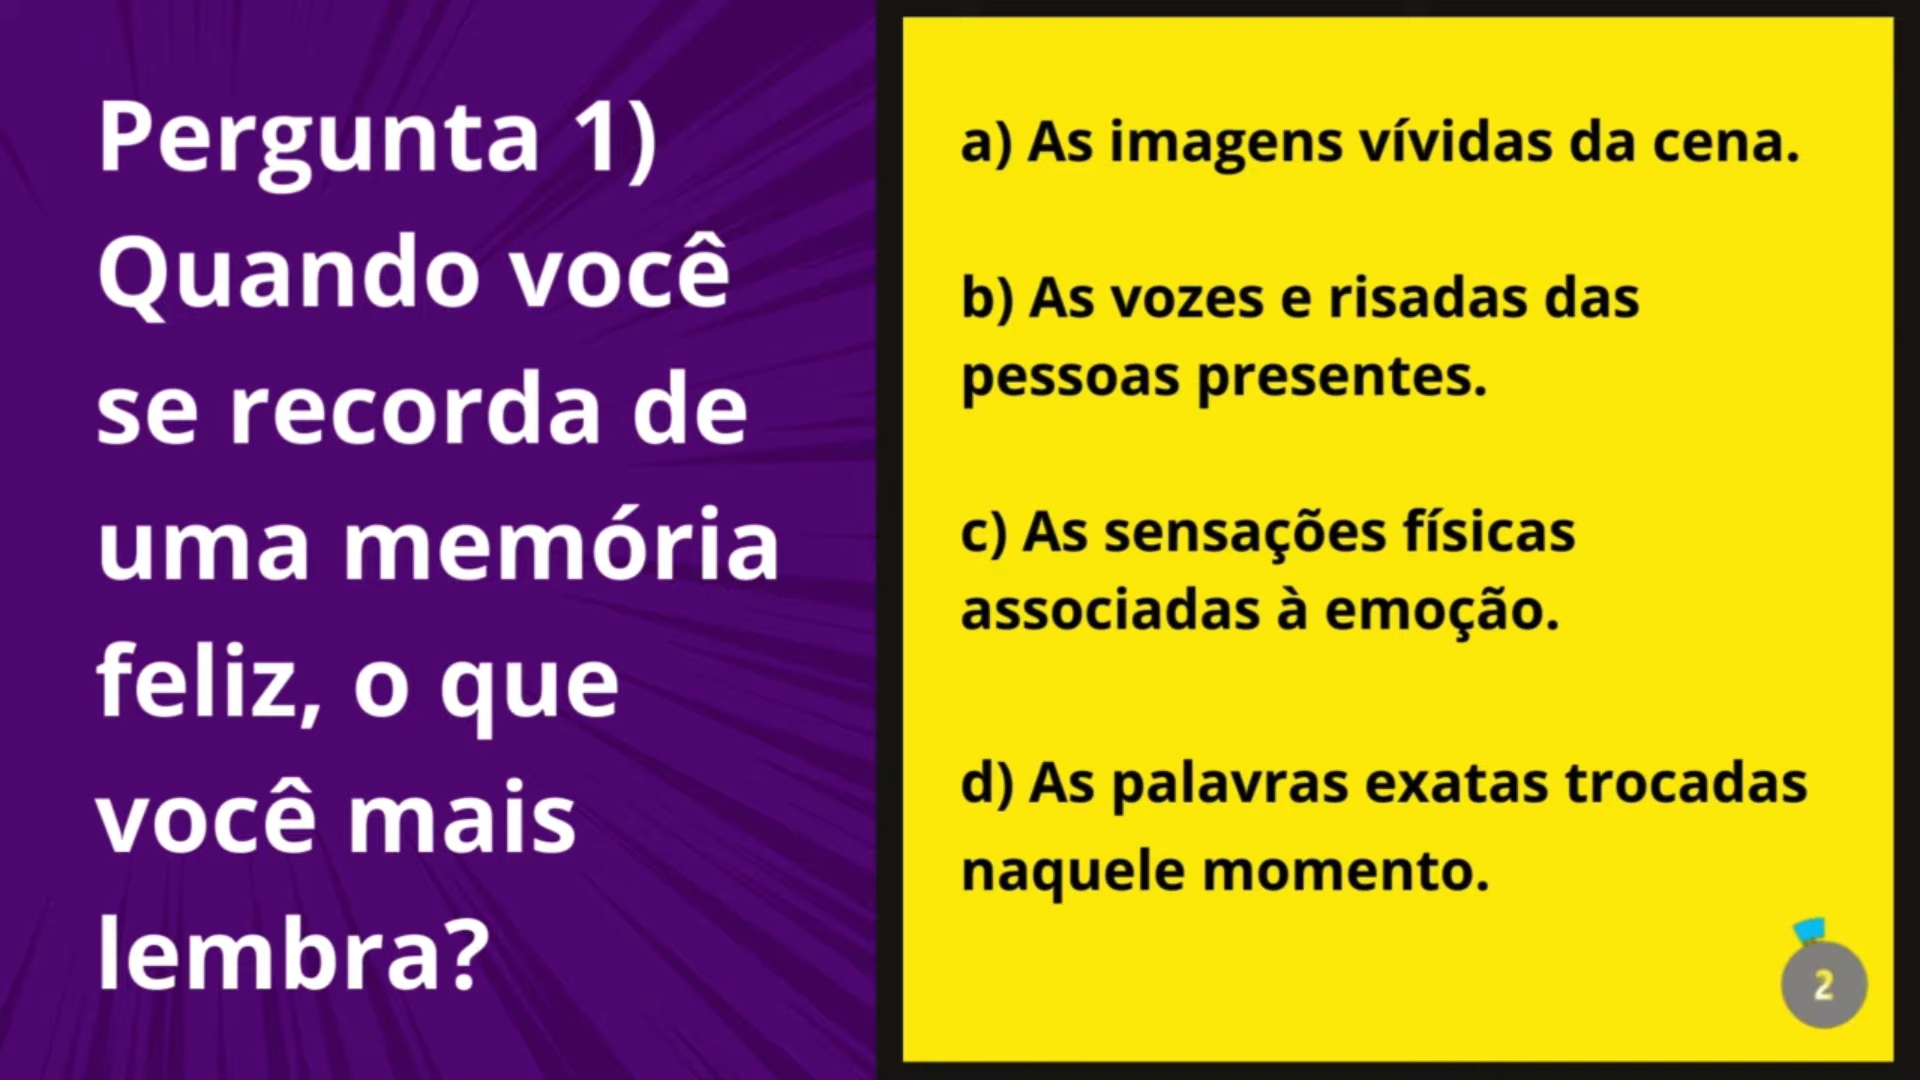 Pergunta 1)
Quando você
se recorda de
uma memória
feliz, o que
você mais
lembra?
a) As imagens vívidas da cena.
b) As vozes e risadas das
pessoas presentes.
c) As sensações físicas
associadas à emoção.
d) As palavras exatas trocadas
naquele momento.
2